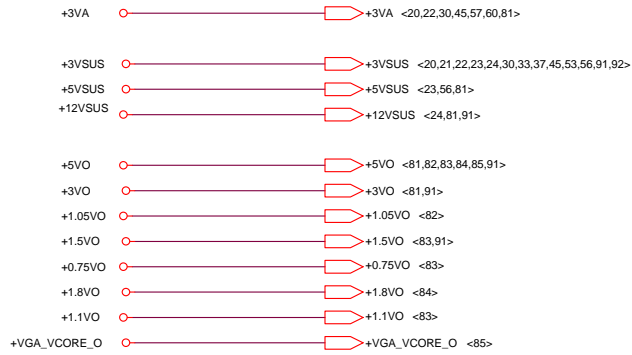 +3VA +3VA <20,22,30,45,57,60,81>
+3VSUS +3VSUS <20,21,22,23,24,30,33,37,45,53,56,91,92>
+5VSUS +5VSUS <23,56,81>
+12VSUS +12VSUS <24,81,91>
+5VO +5VO <81,82,83,84,85,91>
+3VO +3VO <81,91>
+1.05VO +1.05VO <82>
+1.5VO +1.5VO <83,91>
+0.75VO +0.75VO <83>
+1.8VO +1.8VO <84>
+1.1VO +1.1VO <83>
+VGA_VCORE_O +VGA_VCORE_O <85>